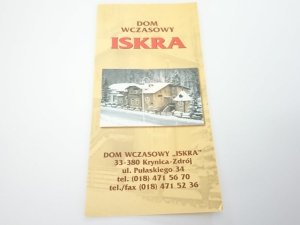 DOM
WCZASOWY
ISKRA
DOM WCZASOWY „ISKRA”
33-380 Krynica-Zdrój
ul. Pułaskiego 34
tel. (018) 471 56 70
tel./fax (018) 471 52 36